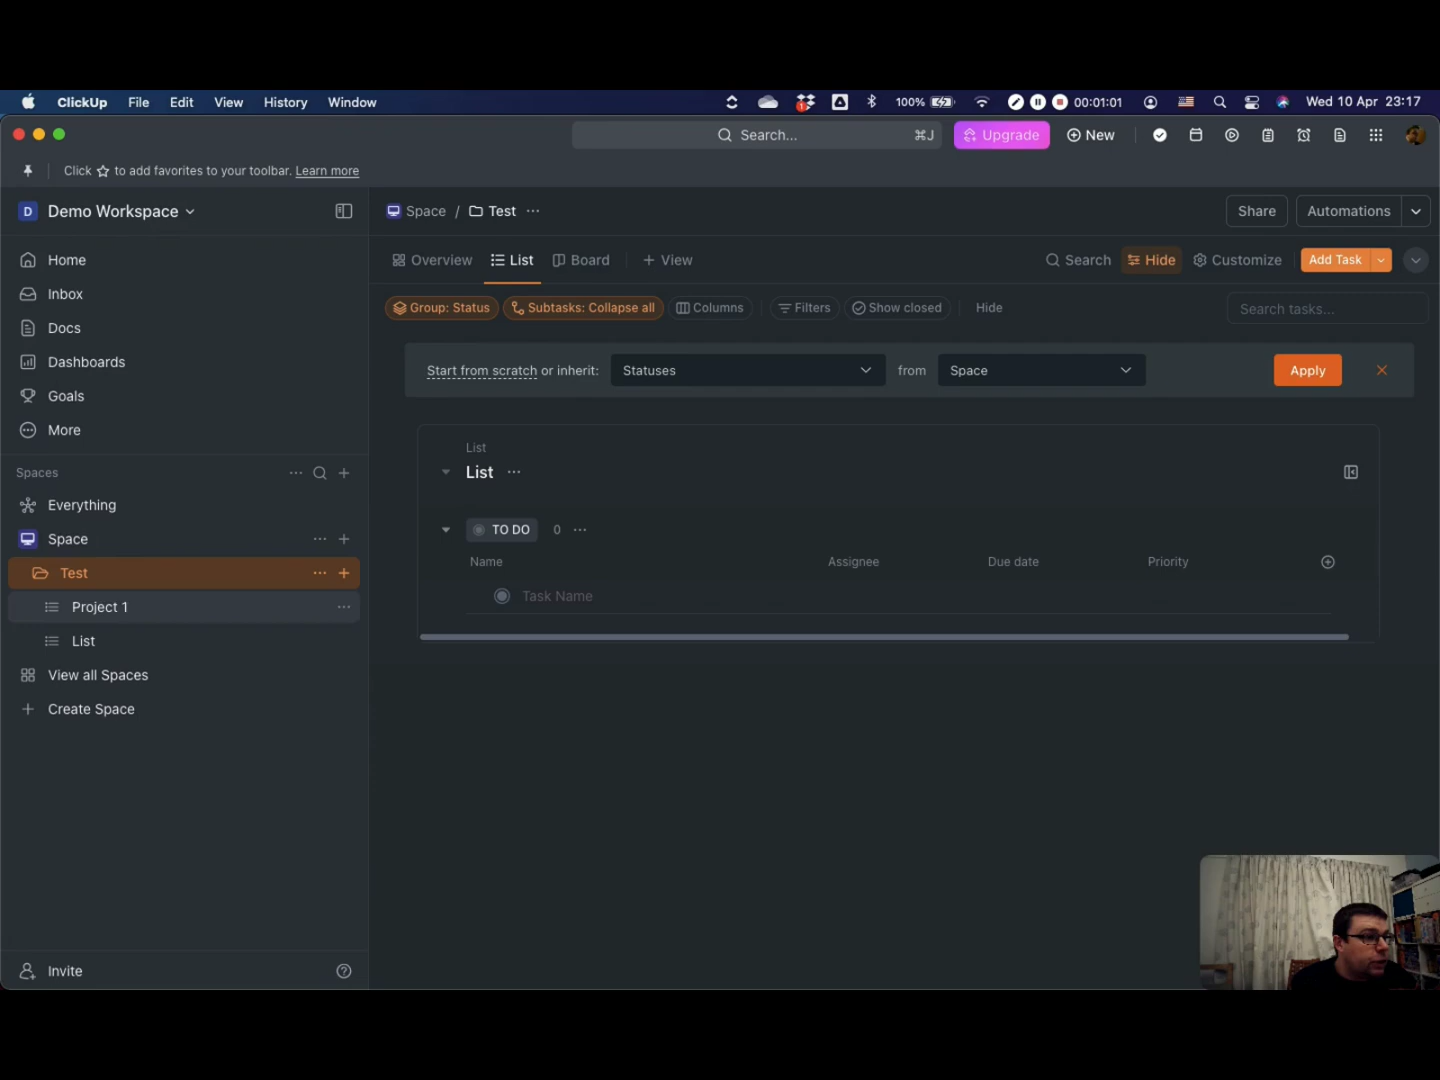 ClickUp File Edit View History Window 1 100% 00:01:01 Wed 10 Apr 23:17
Search... ⌘J Upgrade New
Click ☆ to add favorites to your toolbar. Learn more
D Demo Workspace
Space / Test ... Share Automations
Home
Inbox
Docs
Dashboards
Goals
More
Overview List Board + View Search Hide Customize Add Task
Group: Status Subtasks: Collapse all Columns Filters Show closed Hide Search tasks...
Start from scratch or inherit: Statuses from Space Apply
Spaces
Everything
Space
Test
Project 1
List
View all Spaces
Create Space
List
List ...
TO DO 0 ...
Name Assignee Due date Priority
Task Name
Invite